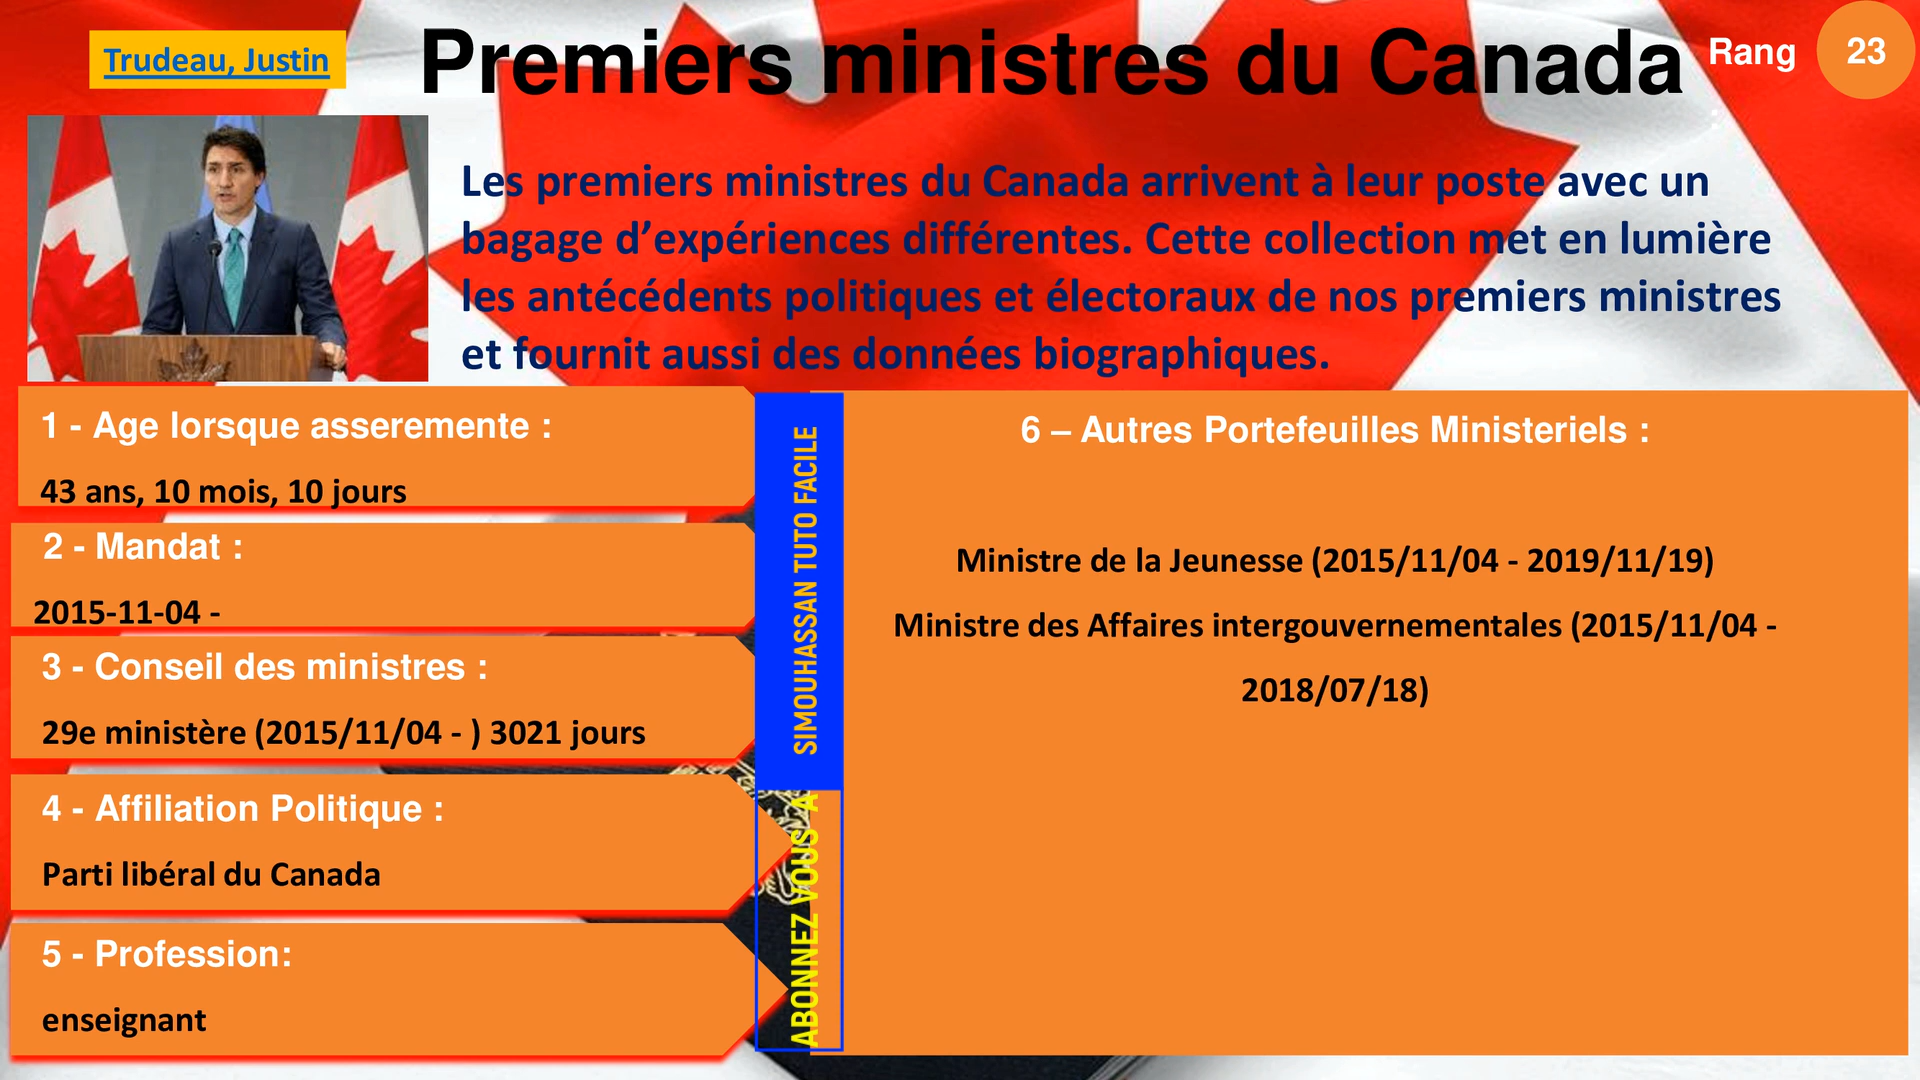 Trudeau, Justin
Premiers ministres du Canada
Rang
23
Les premiers ministres du Canada arrivent à leur poste avec un
bagage d’expériences différentes. Cette collection met en lumière
les antécédents politiques et électoraux de nos premiers ministres
et fournit aussi des données biographiques.
1 - Age lorsque asseremente :
43 ans, 10 mois, 10 jours
2 - Mandat :
2015-11-04 -
3 - Conseil des ministres :
29e ministère (2015/11/04 - ) 3021 jours
4 - Affiliation Politique :
Parti libéral du Canada
5 - Profession:
enseignant
ABONNEZ VOUS A
SIMOUHASSAN TUTO FACILE
6 – Autres Portefeuilles Ministeriels :
Ministre de la Jeunesse (2015/11/04 - 2019/11/19)
Ministre des Affaires intergouvernementales (2015/11/04 -
2018/07/18)